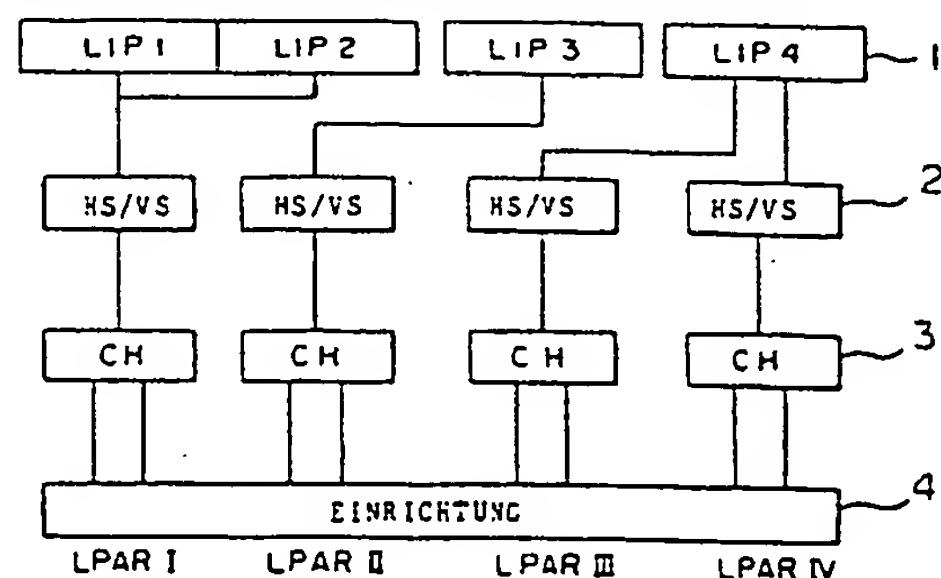 LIP 1 LIP 2 LIP 3 LIP 4 1
HS/VS HS/VS HS/VS HS/VS 2
CH CH CH CH 3
EINRICHTUNG 4
LPAR I LPAR II LPAR III LPAR IV